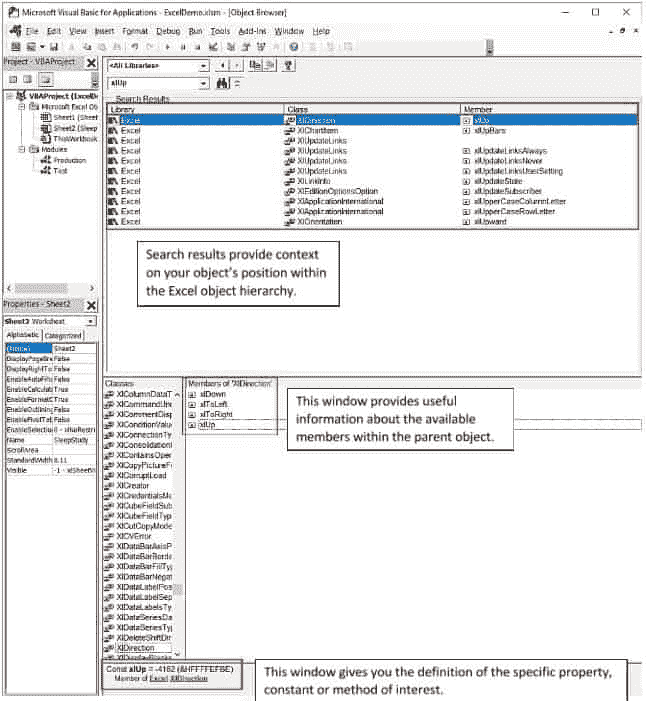 Microsoft Visual Basic for Applications - ExcelDemo.xlsm - [Object Browser]
File Edit View Insert Format Debug Run Tools Add-Ins Window Help
Project - VBAProject
<All Libraries>
xlUp
Search Results
VBAProject (ExcelD
Microsoft Excel Ob
Sheet1 (Sheet
Sheet2 (Sleep
ThisWorkbook
Modules
Production
Test
Library Class Member
Excel XlDirection xlUp
Excel XlChartItem xlUpBars
Excel XlUpdateLinks
Excel XlUpdateLinks xlUpdateLinksAlways
Excel XlUpdateLinks xlUpdateLinksNever
Excel XlUpdateLinks xlUpdateLinksUserSetting
Excel XlLinkInfo xlUpdateState
Excel XlEditionOptionsOption xlUpdateSubscriber
Excel XlApplicationInternational xlUpperCaseColumnLetter
Excel XlApplicationInternational xlUpperCaseRowLetter
Excel XlOrientation xlUpward
Search results provide context
on your object's position within
the Excel object hierarchy.
Properties - Sheet2
Sheet2 Worksheet
Alphabetic Categorized
(Name) Sheet2
DisplayPageBre False
DisplayRightTo False
EnableAutoFilt False
EnableCalculat True
EnableFormatC True
EnableOutlining False
EnablePivotTab False
EnableSelection 0 - xlNoRestri
Name SleepStudy
ScrollArea
StandardWidth 8.11
Visible -1 - xlSheetVi
Classes
XlColumnDataT
XlCommandUnd
XlCommentDisp
XlConditionValu
XlConnectionTy
XlConsolidationF
XlContainsOper
XlCopyPictureF
XlCorruptLoad
XlCreator
XlCredentialsMe
XlCubeFieldSub
XlCubeFieldTyp
XlCutCopyMode
XlCVError
XlDataBarAxisP
XlDataBarBorde
XlDataBarFillTyp
XlDataBarNegat
XlDataLabelPos
XlDataLabelSep
XlDataLabelsTy
XlDataSeriesDa
XlDataSeriesTyp
XlDeleteShiftDir
XlDirection
XlDisplayBlanks
Members of 'XlDirection'
xlDown
xlToLeft
xlToRight
xlUp
This window provides useful
information about the available
members within the parent object.
Const xlUp = -4162 (&HFFFFEFBE)
Member of Excel.XlDirection
This window gives you the definition of the specific property,
constant or method of interest.